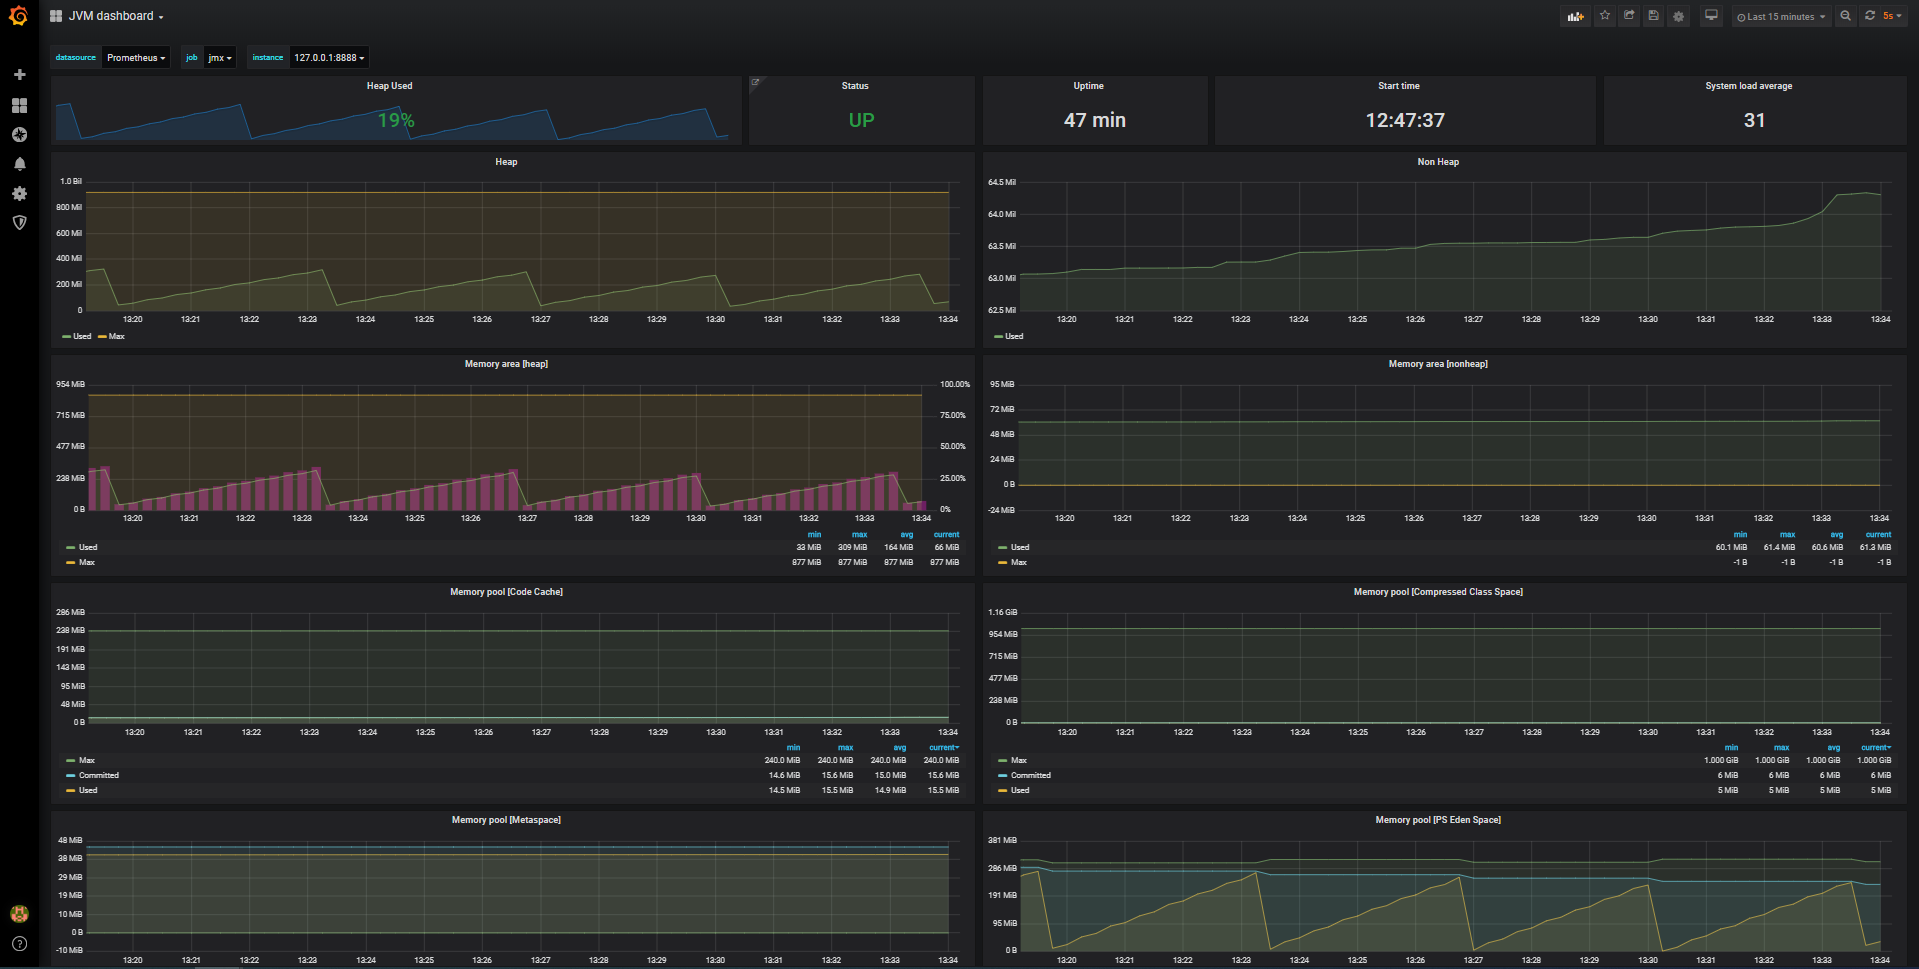 JVM dashboard
Last 15 minutes 5s
datasource Prometheus job jmx instance 127.0.0.1:8888
Heap Used
19%
Status
UP
Uptime
47 min
Start time
12:47:37
System load average
31
Heap
1.0 Bil
800 Mil
600 Mil
400 Mil
200 Mil
0
13:20 13:21 13:22 13:23 13:24 13:25 13:26 13:27 13:28 13:29 13:30 13:31 13:32 13:33 13:34
Used Max
Non Heap
64.5 Mil
64.0 Mil
63.5 Mil
63.0 Mil
62.5 Mil
13:20 13:21 13:22 13:23 13:24 13:25 13:26 13:27 13:28 13:29 13:30 13:31 13:32 13:33 13:34
Used
Memory area [heap]
954 MiB 100.00%
715 MiB 75.00%
477 MiB 50.00%
238 MiB 25.00%
0 B 0%
13:20 13:21 13:22 13:23 13:24 13:25 13:26 13:27 13:28 13:29 13:30 13:31 13:32 13:33 13:34
min max avg current
Used 33 MiB 309 MiB 164 MiB 66 MiB
Max 877 MiB 877 MiB 877 MiB 877 MiB
Memory area [nonheap]
95 MiB
72 MiB
48 MiB
24 MiB
0 B
-24 MiB
13:20 13:21 13:22 13:23 13:24 13:25 13:26 13:27 13:28 13:29 13:30 13:31 13:32 13:33 13:34
min max avg current
Used 60.1 MiB 61.4 MiB 60.6 MiB 61.3 MiB
Max -1 B -1 B -1 B -1 B
Memory pool [Code Cache]
286 MiB
238 MiB
191 MiB
143 MiB
95 MiB
48 MiB
0 B
13:20 13:21 13:22 13:23 13:24 13:25 13:26 13:27 13:28 13:29 13:30 13:31 13:32 13:33 13:34
min max avg current
Max 240.0 MiB 240.0 MiB 240.0 MiB 240.0 MiB
Committed 14.6 MiB 15.6 MiB 15.0 MiB 15.6 MiB
Used 14.5 MiB 15.5 MiB 14.9 MiB 15.5 MiB
Memory pool [Compressed Class Space]
1.16 GiB
954 MiB
715 MiB
477 MiB
238 MiB
0 B
13:20 13:21 13:22 13:23 13:24 13:25 13:26 13:27 13:28 13:29 13:30 13:31 13:32 13:33 13:34
min max avg current
Max 1.000 GiB 1.000 GiB 1.000 GiB 1.000 GiB
Committed 6 MiB 6 MiB 6 MiB 6 MiB
Used 5 MiB 5 MiB 5 MiB 5 MiB
Memory pool [Metaspace]
48 MiB
38 MiB
29 MiB
19 MiB
10 MiB
0 B
-10 MiB
13:20 13:21 13:22 13:23 13:24 13:25 13:26 13:27 13:28 13:29 13:30 13:31 13:32 13:33 13:34
Memory pool [PS Eden Space]
381 MiB
286 MiB
191 MiB
95 MiB
0 B
13:20 13:21 13:22 13:23 13:24 13:25 13:26 13:27 13:28 13:29 13:30 13:31 13:32 13:33 13:34